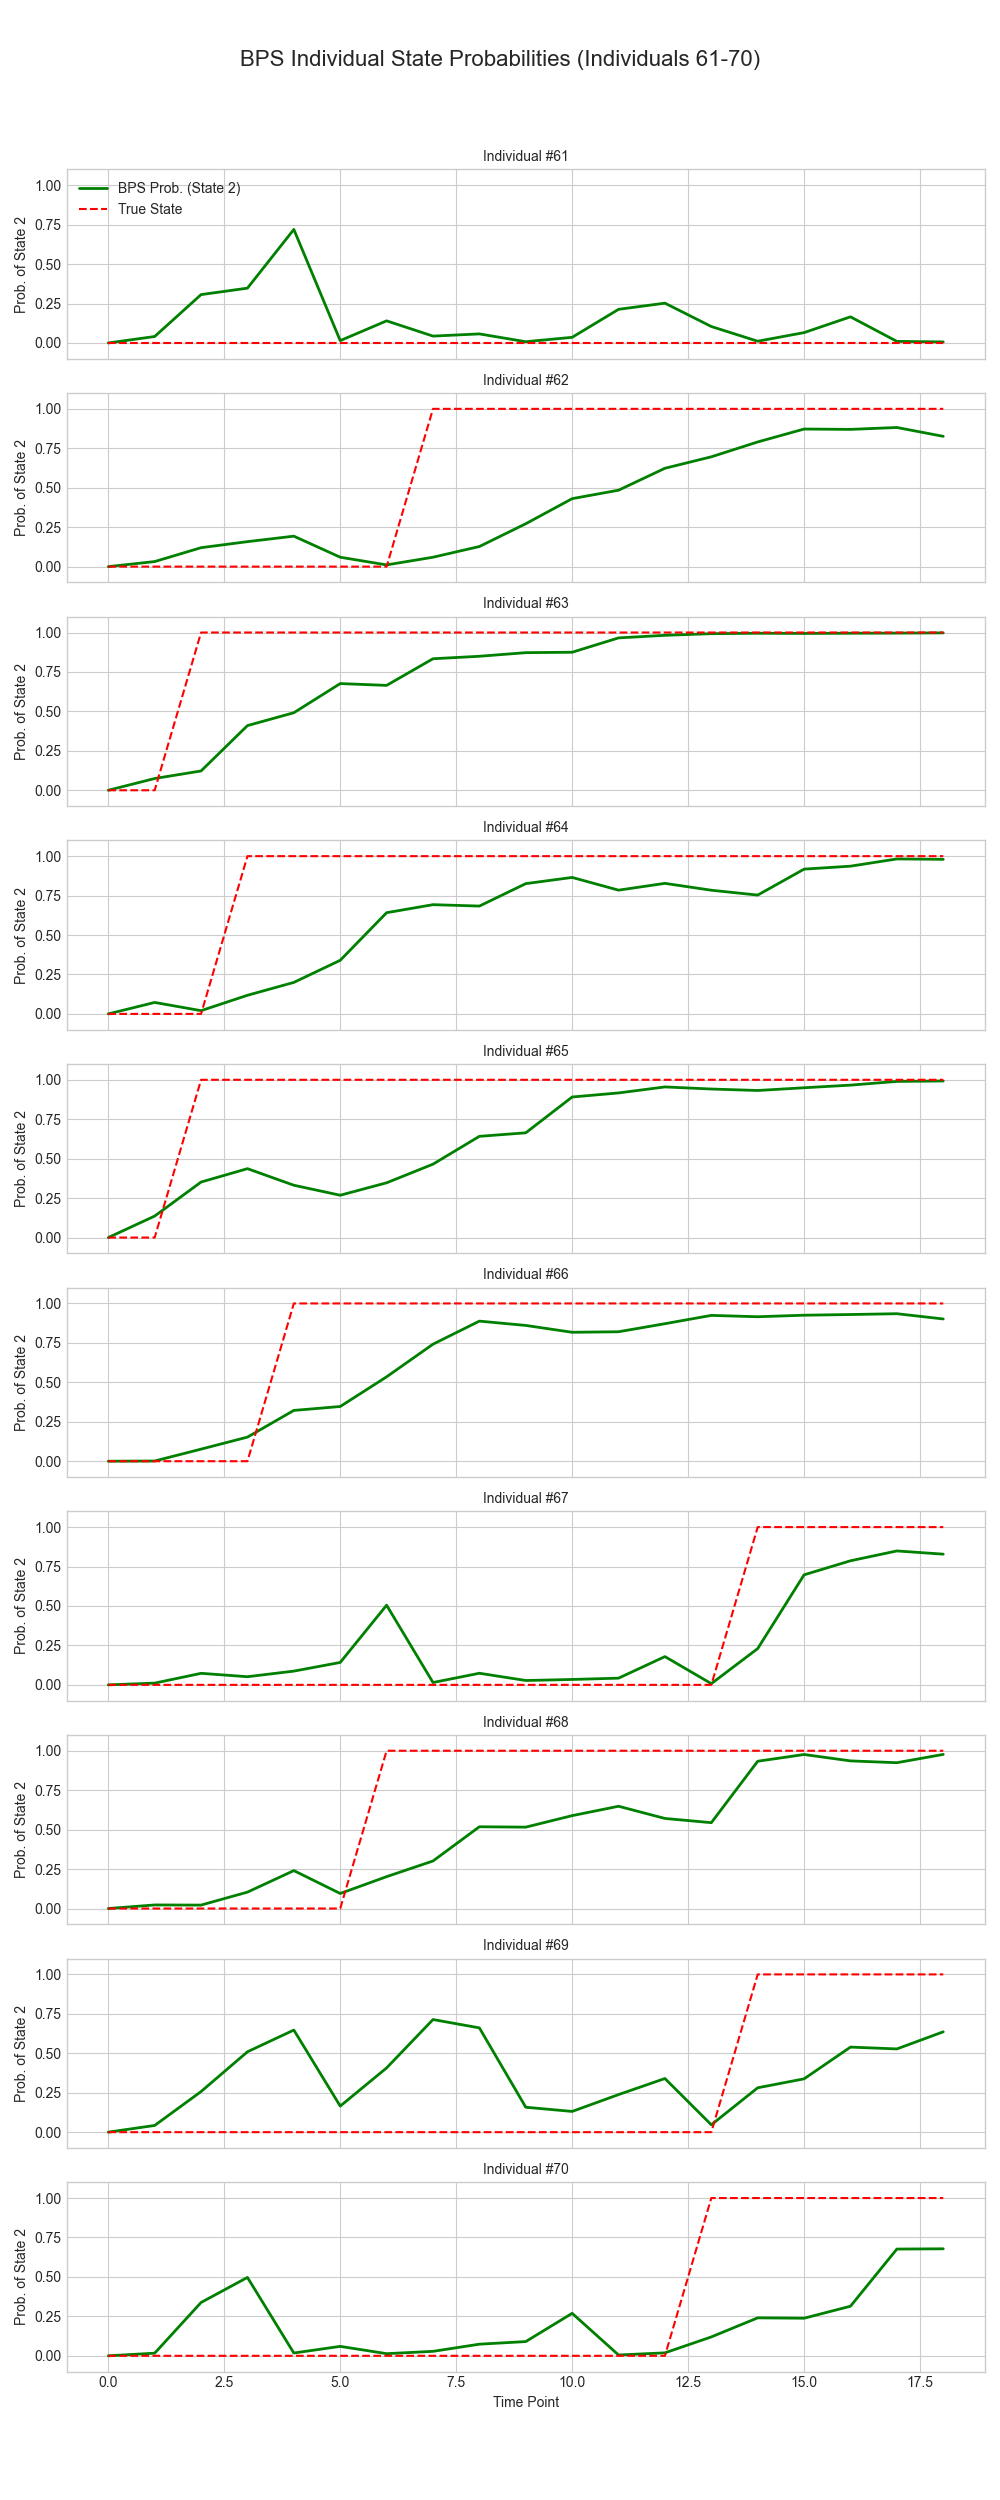 BPS Individual State Probabilities (Individuals 61-70)
Individual #61
Prob. of State 2
1.00
0.75
0.50
0.25
0.00
BPS Prob. (State 2)
True State
Individual #62
Prob. of State 2
1.00
0.75
0.50
0.25
0.00
Individual #63
Prob. of State 2
1.00
0.75
0.50
0.25
0.00
Individual #64
Prob. of State 2
1.00
0.75
0.50
0.25
0.00
Individual #65
Prob. of State 2
1.00
0.75
0.50
0.25
0.00
Individual #66
Prob. of State 2
1.00
0.75
0.50
0.25
0.00
Individual #67
Prob. of State 2
1.00
0.75
0.50
0.25
0.00
Individual #68
Prob. of State 2
1.00
0.75
0.50
0.25
0.00
Individual #69
Prob. of State 2
1.00
0.75
0.50
0.25
0.00
Individual #70
Prob. of State 2
1.00
0.75
0.50
0.25
0.00
0.0 2.5 5.0 7.5 10.0 12.5 15.0 17.5
Time Point